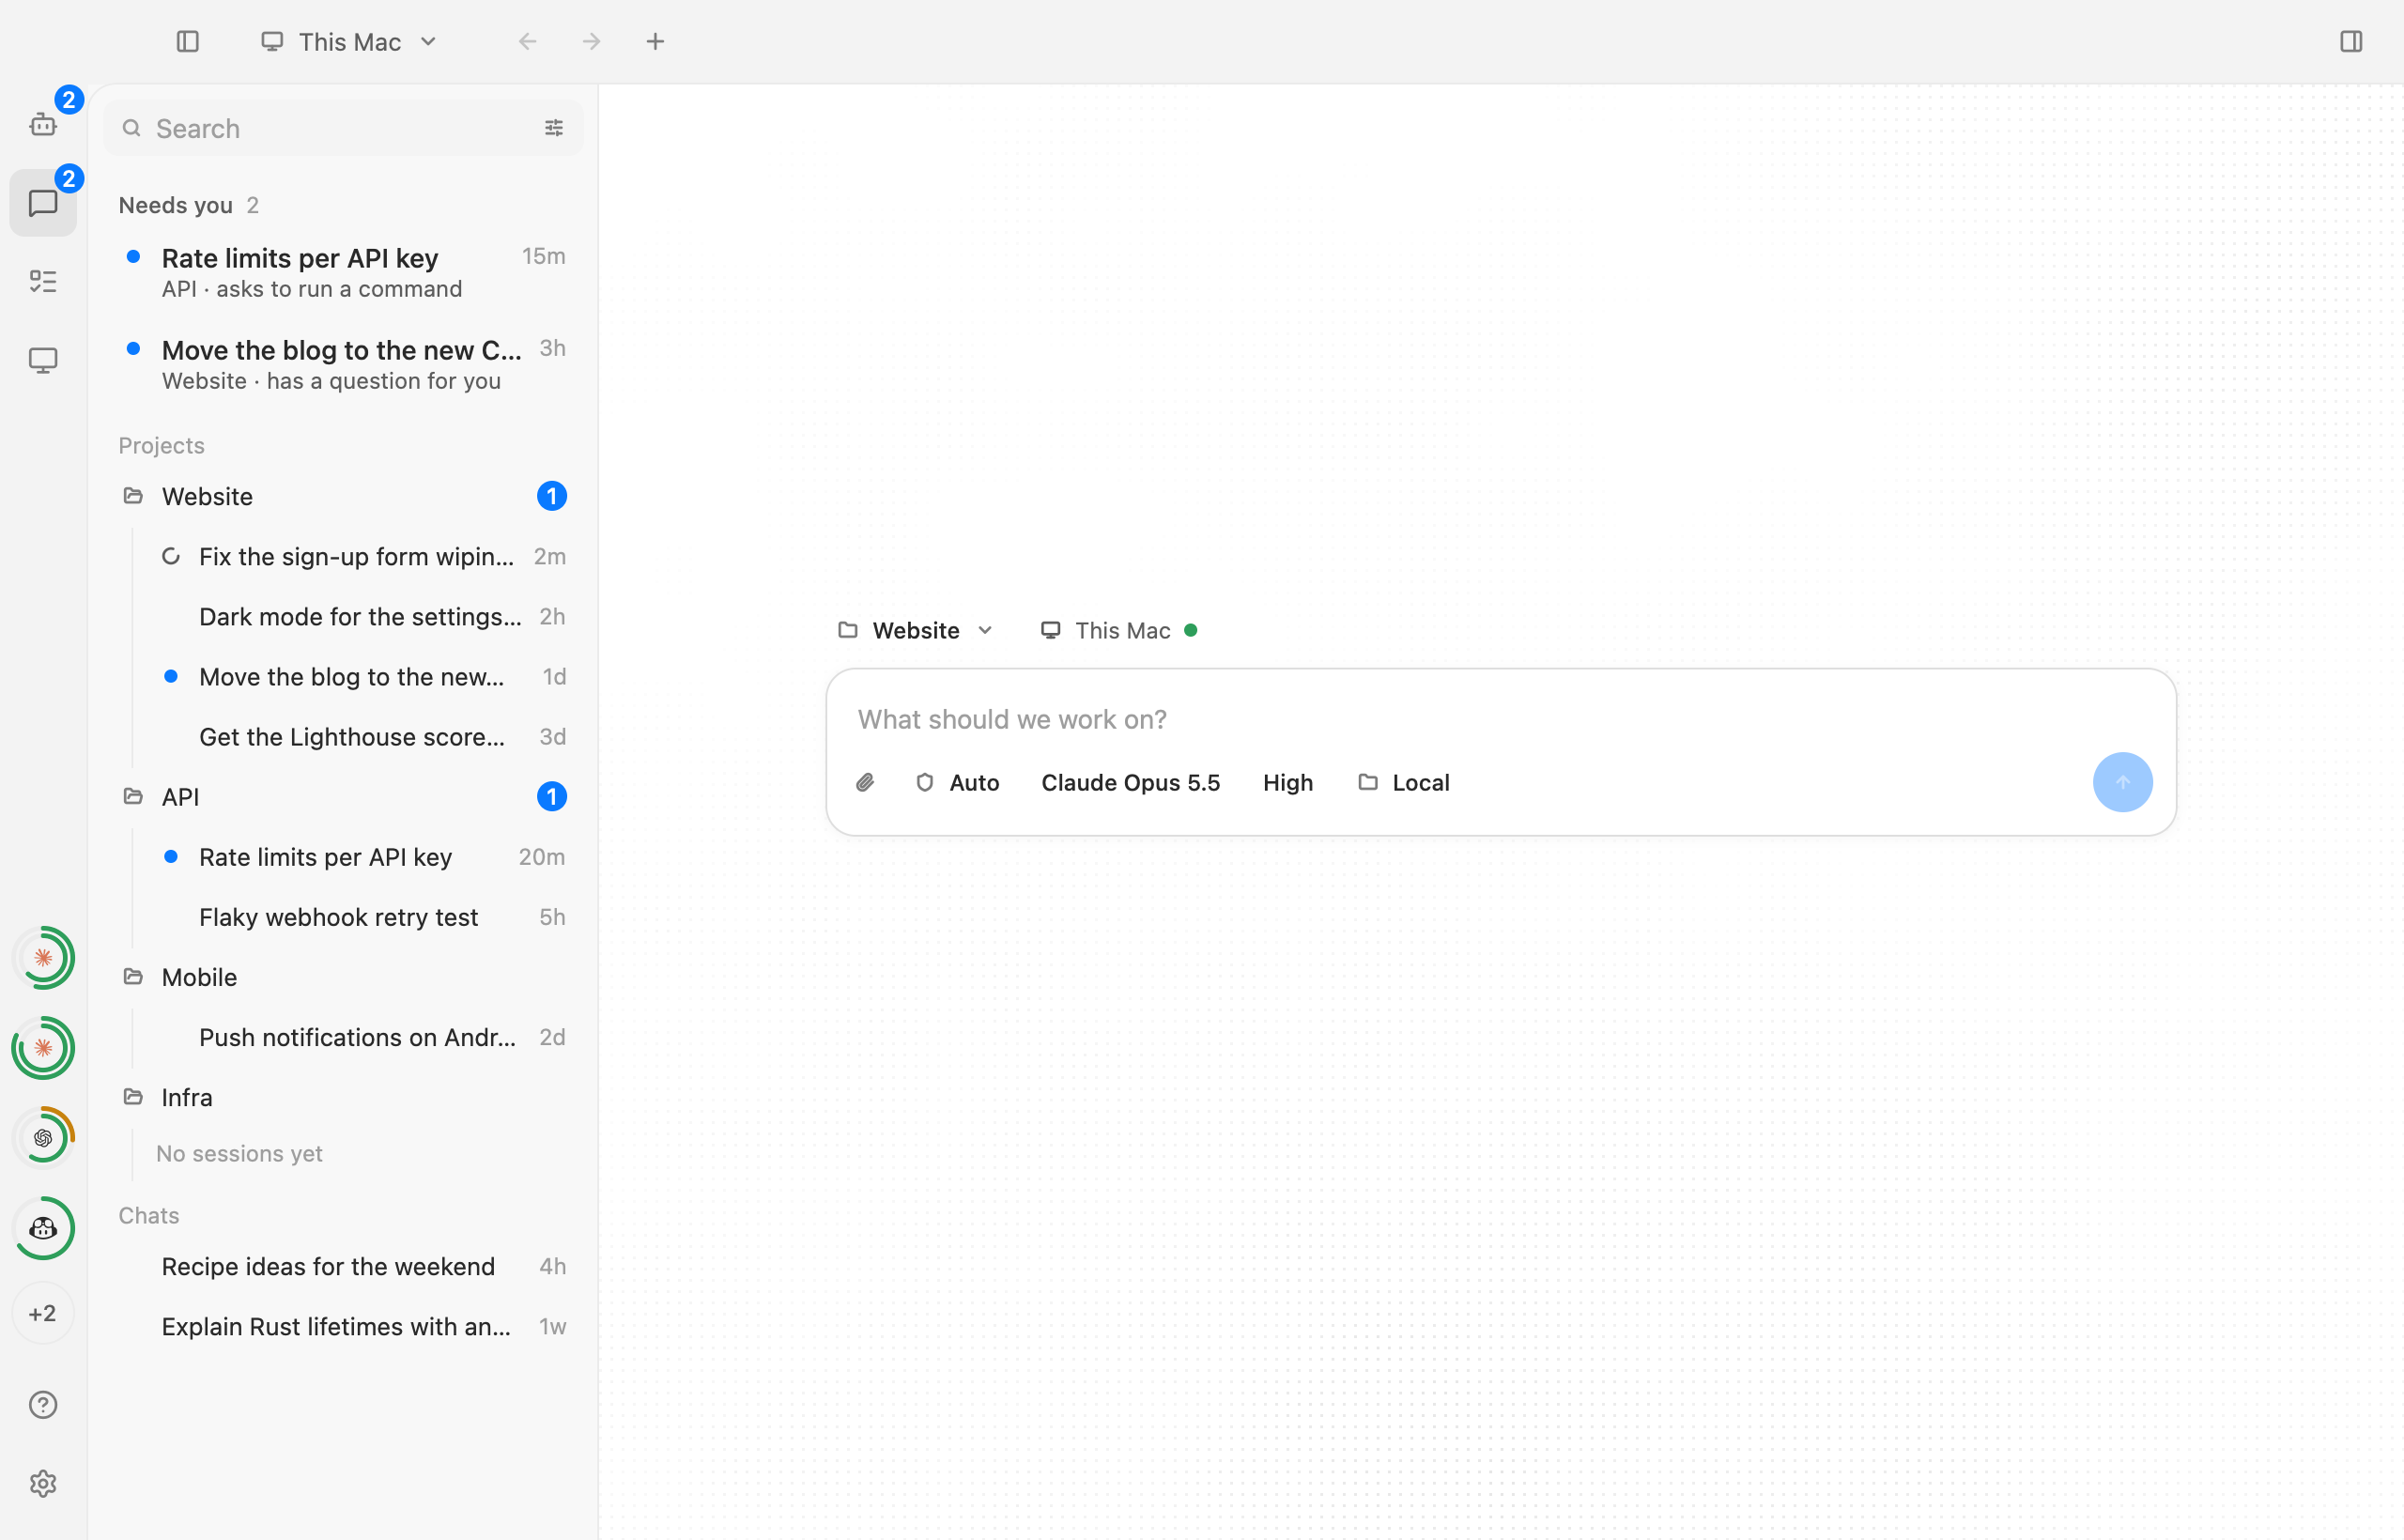 This Mac
2
2
Search
Needs you 2
Rate limits per API key 15m
API · asks to run a command
Move the blog to the new C... 3h
Website · has a question for you
Projects
Website 1
Fix the sign-up form wipin... 2m
Dark mode for the settings... 2h
Move the blog to the new... 1d
Get the Lighthouse score... 3d
API 1
Rate limits per API key 20m
Flaky webhook retry test 5h
Mobile
Push notifications on Andr... 2d
Infra
No sessions yet
Chats
Recipe ideas for the weekend 4h
Explain Rust lifetimes with an... 1w
+2
Website This Mac
What should we work on?
Auto Claude Opus 5.5 High Local